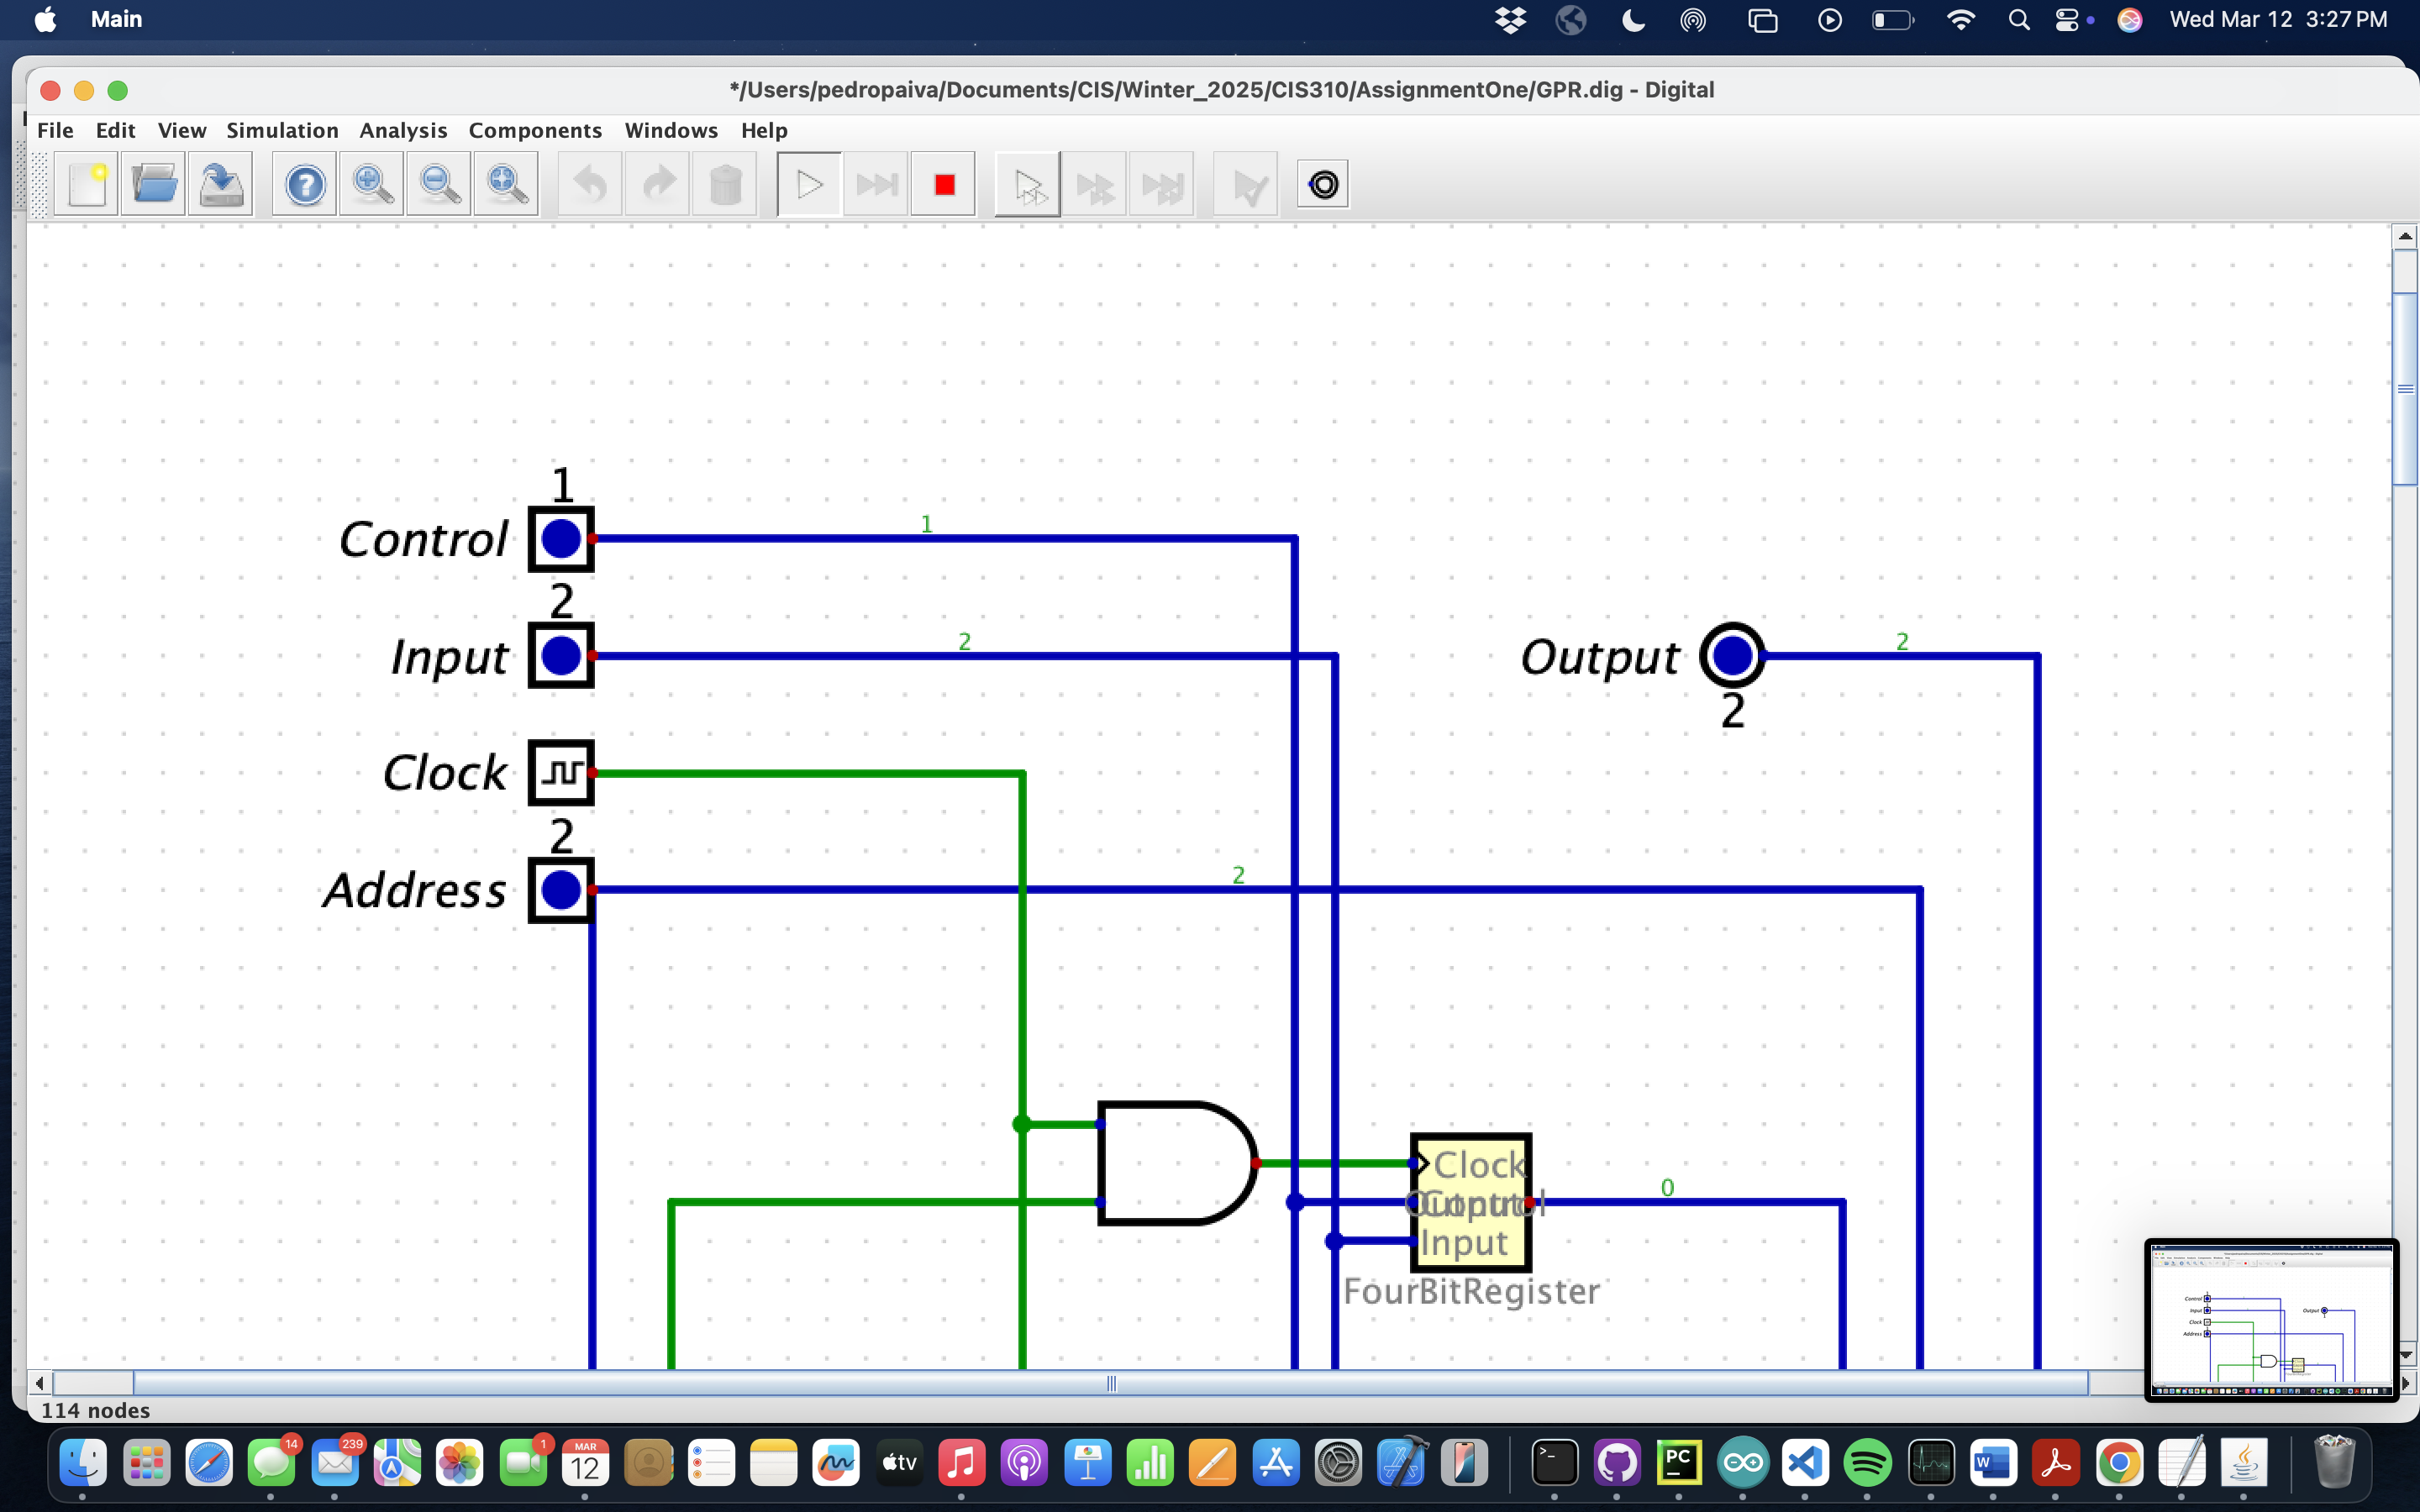 Main
Wed Mar 12 3:27 PM
*/Users/pedropaiva/Documents/CIS/Winter_2025/CIS310/AssignmentOne/GPR.dig - Digital
File Edit View Simulation Analysis Components Windows Help
1
Control
1
2
Input
2
Output
2
2
Clock
2
Address
2
Clock
Control
Output
0
Input
FourBitRegister
114 nodes
14
239
1
MAR
12
tv
PC
W